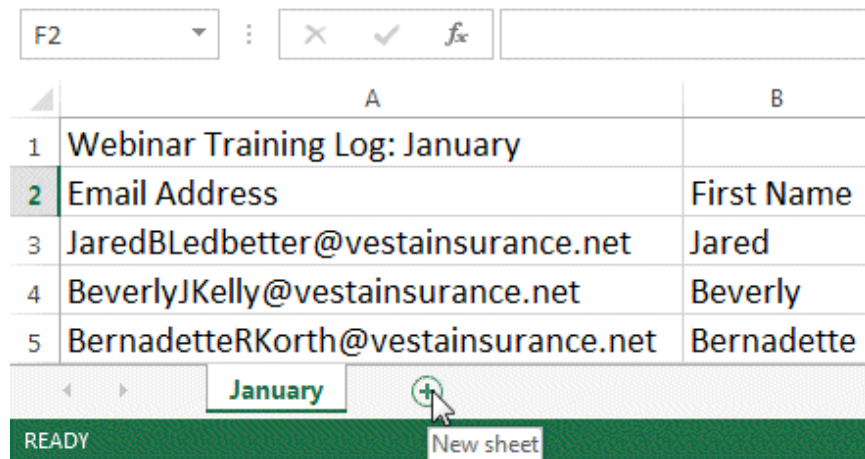 F2 fx
A B
1 Webinar Training Log: January
2 Email Address First Name
3 JaredBLedbetter@vestainsurance.net Jared
4 BeverlyJKelly@vestainsurance.net Beverly
5 BernadetteRKorth@vestainsurance.net Bernadette
January
READY New sheet